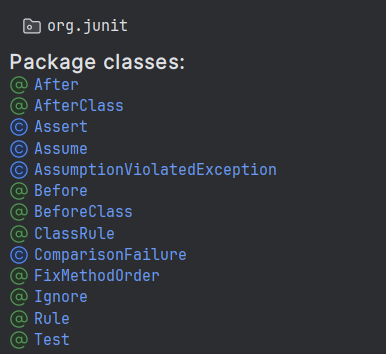 org.junit
Package classes:
@ After
@ AfterClass
C Assert
C Assume
C AssumptionViolatedException
@ Before
@ BeforeClass
@ ClassRule
C ComparisonFailure
@ FixMethodOrder
@ Ignore
@ Rule
@ Test